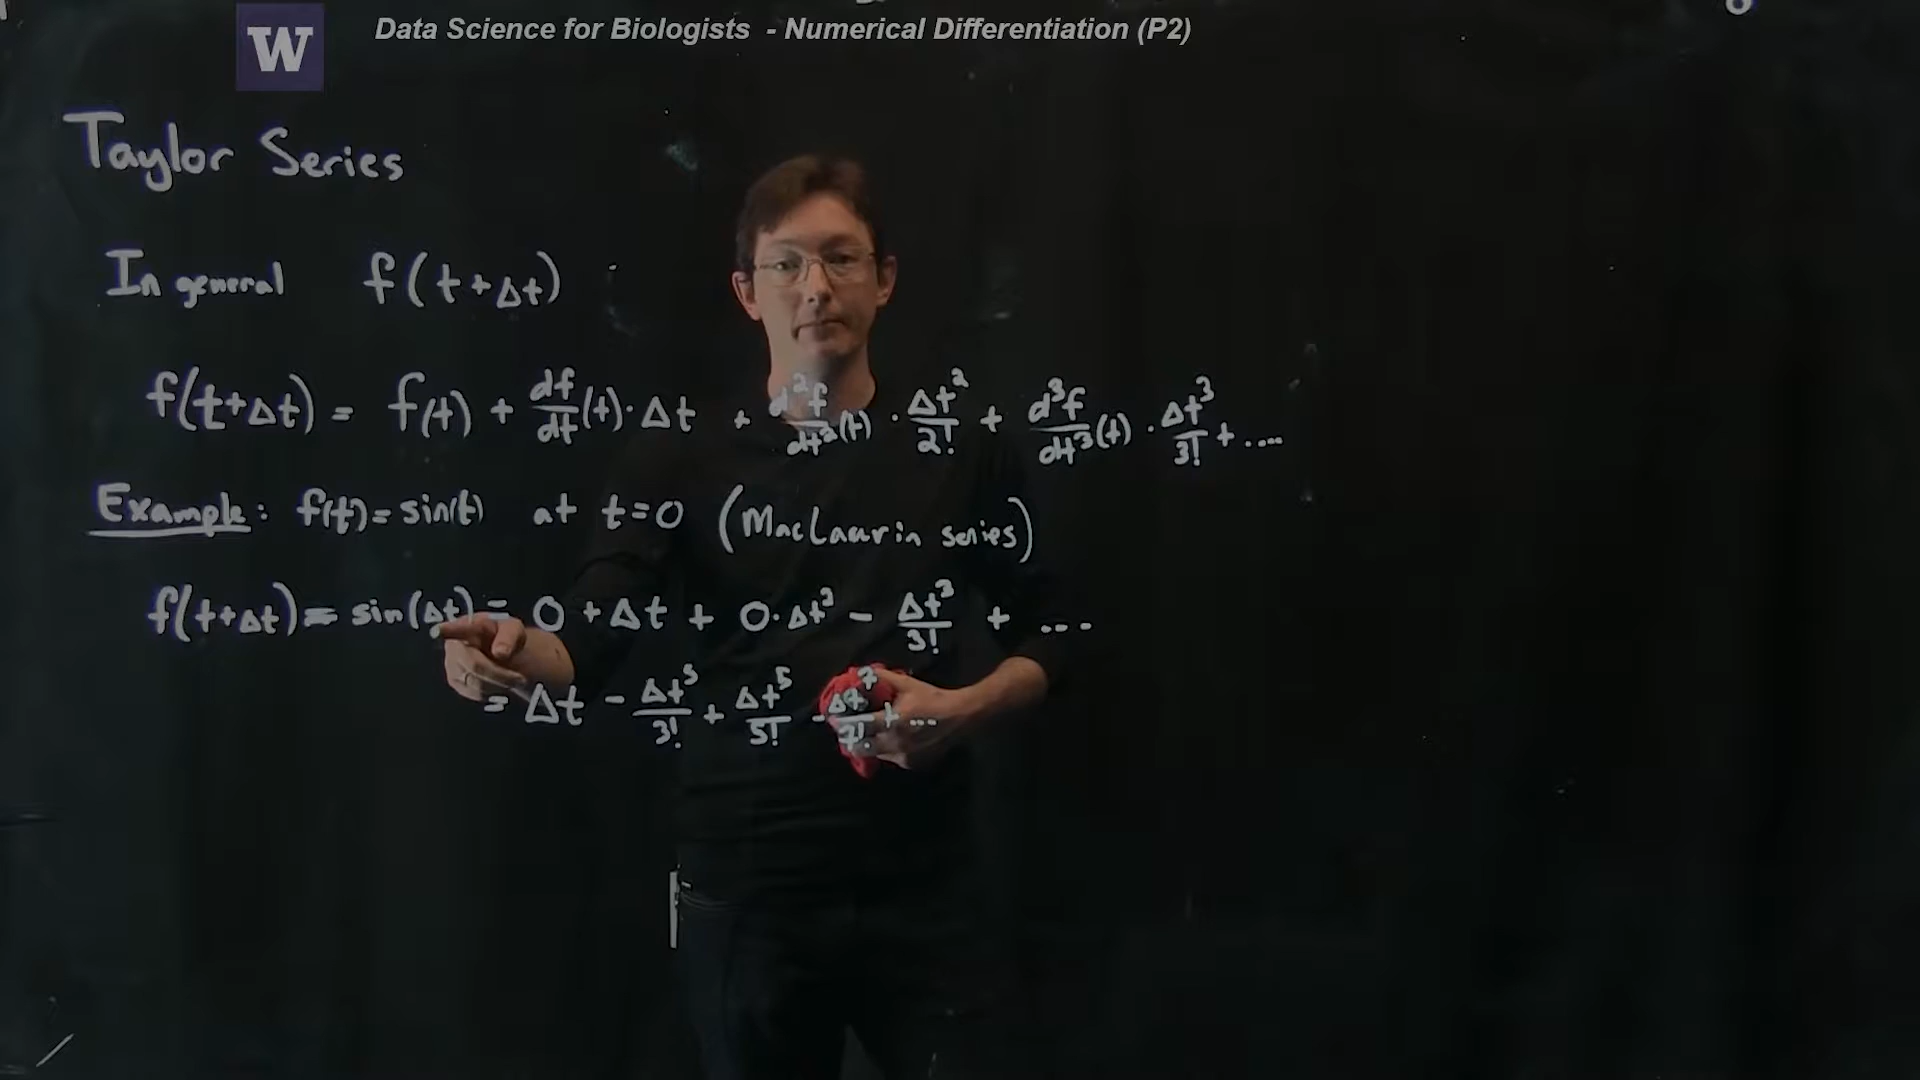 W
Data Science for Biologists - Numerical Differentiation (P2)
Taylor Series
In general f(t+Δt)
f(t+Δt) = f(t) + df/dt(t)·Δt + d²f/dt²(t)·Δt²/2! + d³f/dt³(t)·Δt³/3! + ....
Example: f(t)=sin(t) at t=0 (MacLaurin series)
f(t+Δt) = sin(Δt) = 0 + Δt + 0·Δt² − Δt³/3! + ...
= Δt − Δt³/3! + Δt⁵/5! − Δt⁷/7! + ...